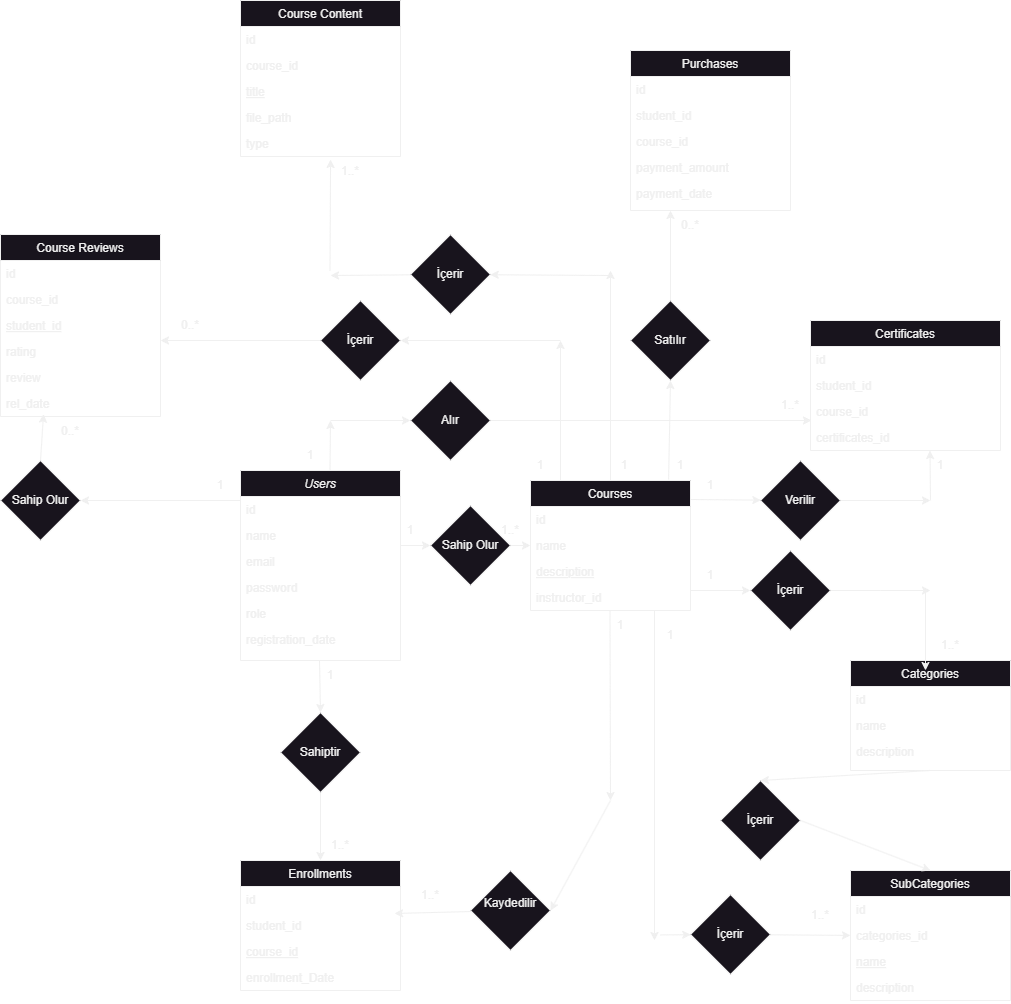 Course Content
id
course_id
title
file_path
type
1..*
Purchases
id
student_id
course_id
payment_amount
payment_date
0..*
Course Reviews
id
course_id
student_id
rating
review
rel_date
0..*
0..*
İçerir
İçerir
Satılır
Alır
Certificates
id
student_id
course_id
certificates_id
1..*
1
1
1
1
1
Sahip Olur
1
Users
id
name
email
password
role
registration_date
1
Sahip Olur
1..*
Courses
id
name
description
instructor_id
1
Verilir
1
İçerir
1
1
1..*
Categories
id
name
description
1
Sahiptir
1..*
İçerir
Enrollments
id
student_id
course_id
enrollment_Date
1..*
Kaydedilir
İçerir
1..*
SubCategories
id
categories_id
name
description